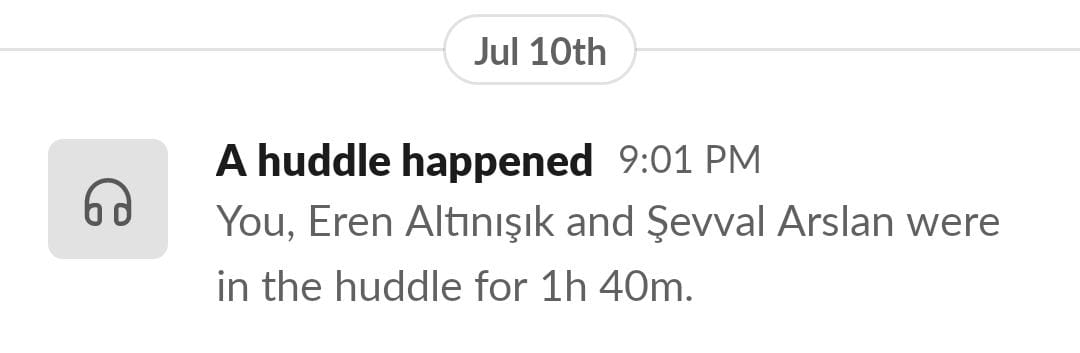 Jul 10th
A huddle happened 9:01 PM
You, Eren Altınışık and Şevval Arslan were
in the huddle for 1h 40m.